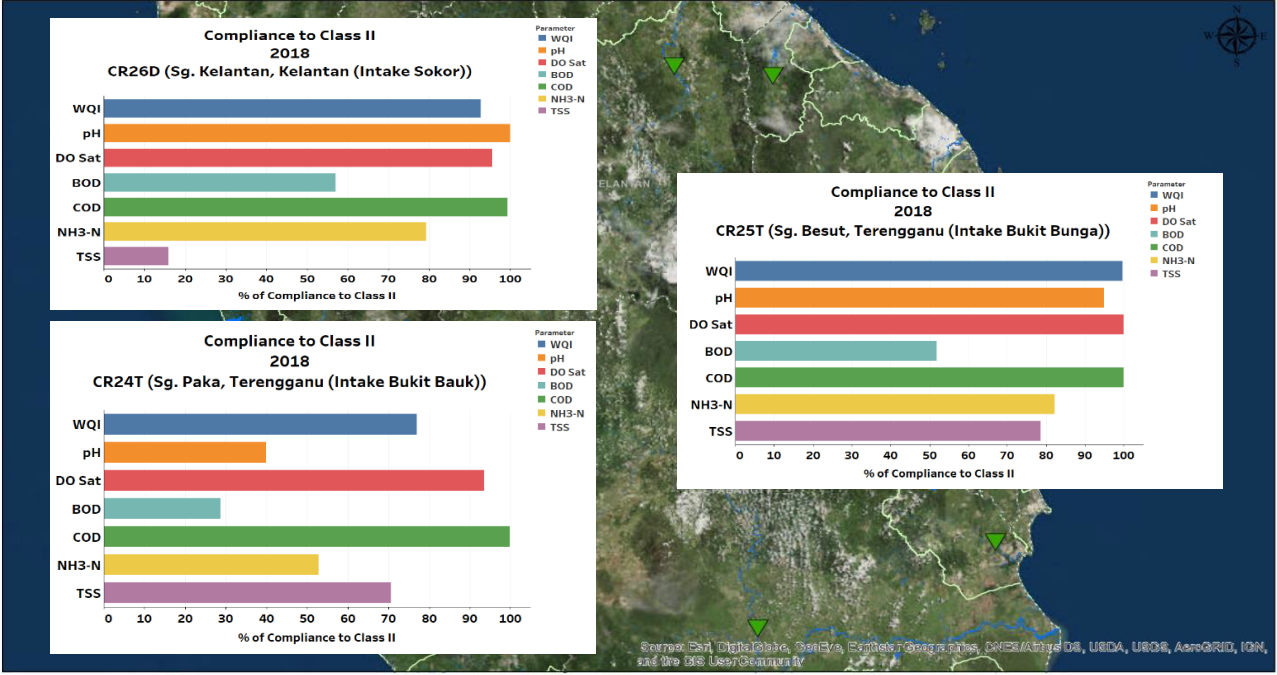 Compliance to Class II
2018
CR26D (Sg. Kelantan, Kelantan (Intake Sokor))
Parameter
WQI
pH
DO Sat
BOD
COD
NH3-N
TSS
WQI
pH
DO Sat
BOD
COD
NH3-N
TSS
0 10 20 30 40 50 60 70 80 90 100
% of Compliance to Class II
N
W E
S
ELANTAN
Compliance to Class II
2018
CR25T (Sg. Besut, Terengganu (Intake Bukit Bunga))
Parameter
WQI
pH
DO Sat
BOD
COD
NH3-N
TSS
WQI
pH
DO Sat
BOD
COD
NH3-N
TSS
0 10 20 30 40 50 60 70 80 90 100
% of Compliance to Class II
Compliance to Class II
2018
CR24T (Sg. Paka, Terengganu (Intake Bukit Bauk))
Parameter
WQI
pH
DO Sat
BOD
COD
NH3-N
TSS
WQI
pH
DO Sat
BOD
COD
NH3-N
TSS
0 10 20 30 40 50 60 70 80 90 100
% of Compliance to Class II
Source: Esri, DigitalGlobe, GeoEye, Earthstar Geographics, CNES/Airbus DS, USDA, USGS, AeroGRID, IGN,
and the GIS User Community